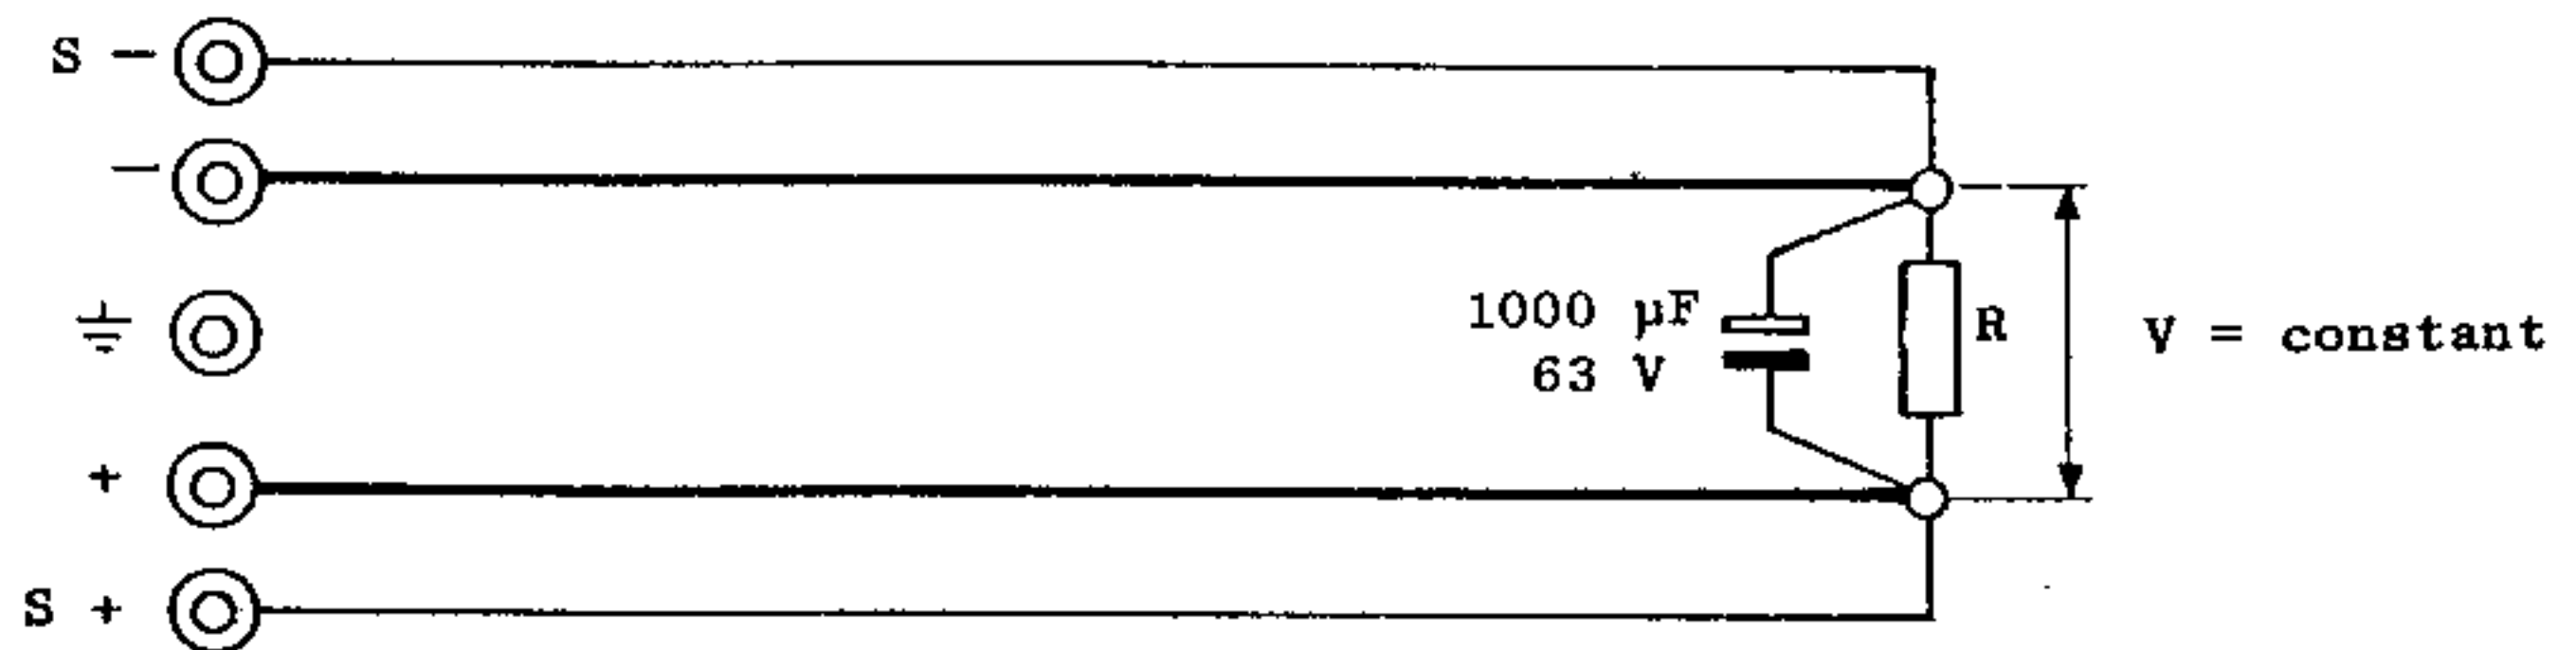 S −
−
1000 µF
63 V
R
V = constant
+
S +